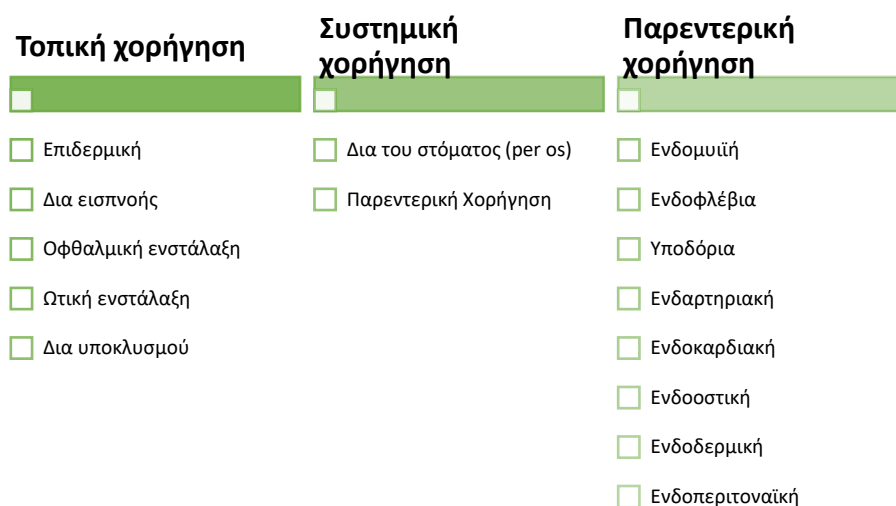 Τοπική χορήγηση
Επιδερμική
Δια εισπνοής
Οφθαλμική ενστάλαξη
Ωτική ενστάλαξη
Δια υποκλυσμού
Συστημική
χορήγηση
Δια του στόματος (per os)
Παρεντερική Χορήγηση
Παρεντερική
χορήγηση
Ενδομυιϊή
Ενδοφλέβια
Υποδόρια
Ενδαρτηριακή
Ενδοκαρδιακή
Ενδοοστική
Ενδοδερμική
Ενδοπεριτοναϊκή